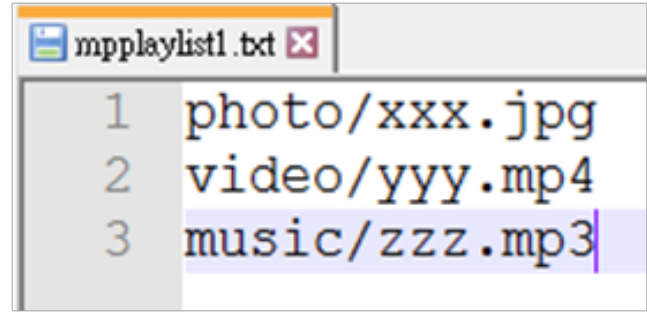 mpplaylist1.txt
1 photo/xxx.jpg
2 video/yyy.mp4
3 music/zzz.mp3